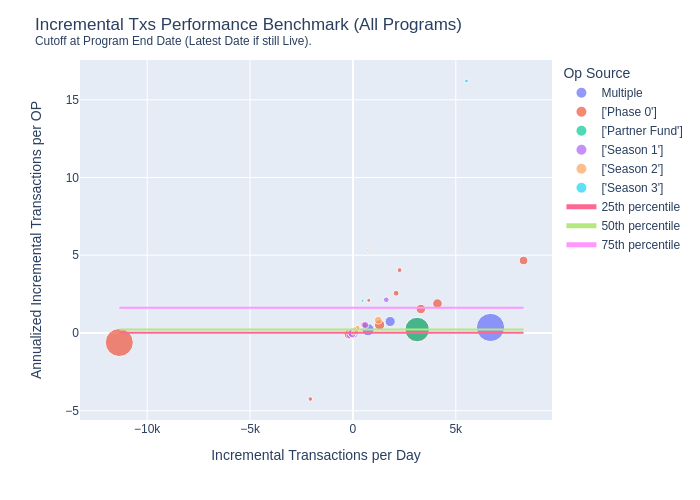 Incremental Txs Performance Benchmark (All Programs)
Cutoff at Program End Date (Latest Date if still Live).
Op Source
Multiple
['Phase 0']
['Partner Fund']
['Season 1']
['Season 2']
['Season 3']
25th percentile
50th percentile
75th percentile
Annualized Incremental Transactions per OP
15
10
5
0
−5
−10k
−5k
0
5k
Incremental Transactions per Day